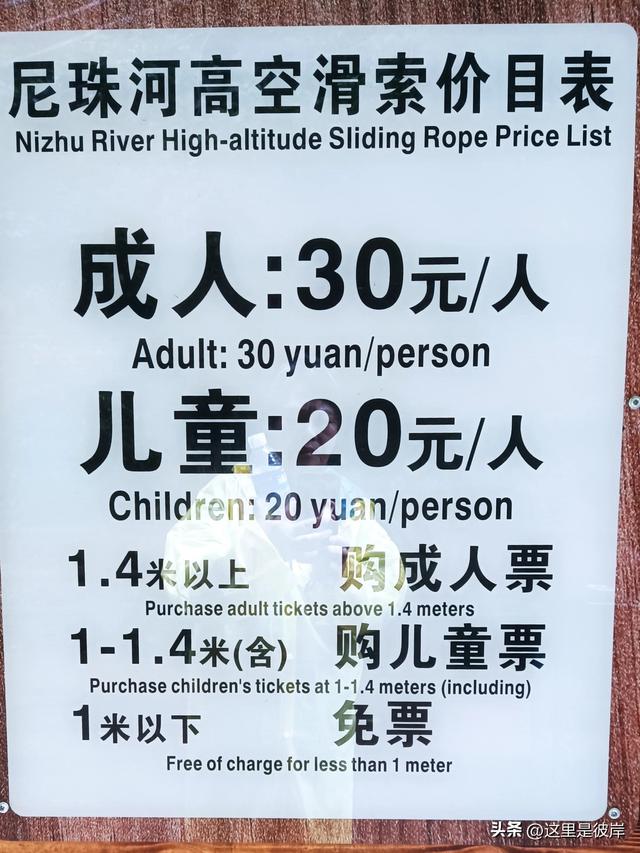 尼珠河高空滑索价目表
Nizhu River High-altitude Sliding Rope Price List
成人:30元/人
Adult: 30 yuan/person
儿童:20元/人
Children: 20 yuan/person
1.4米以上 购成人票
Purchase adult tickets above 1.4 meters
1-1.4米(含) 购儿童票
Purchase children's tickets at 1-1.4 meters (including)
1米以下 免票
Free of charge for less than 1 meter
头条 @这里是彼岸